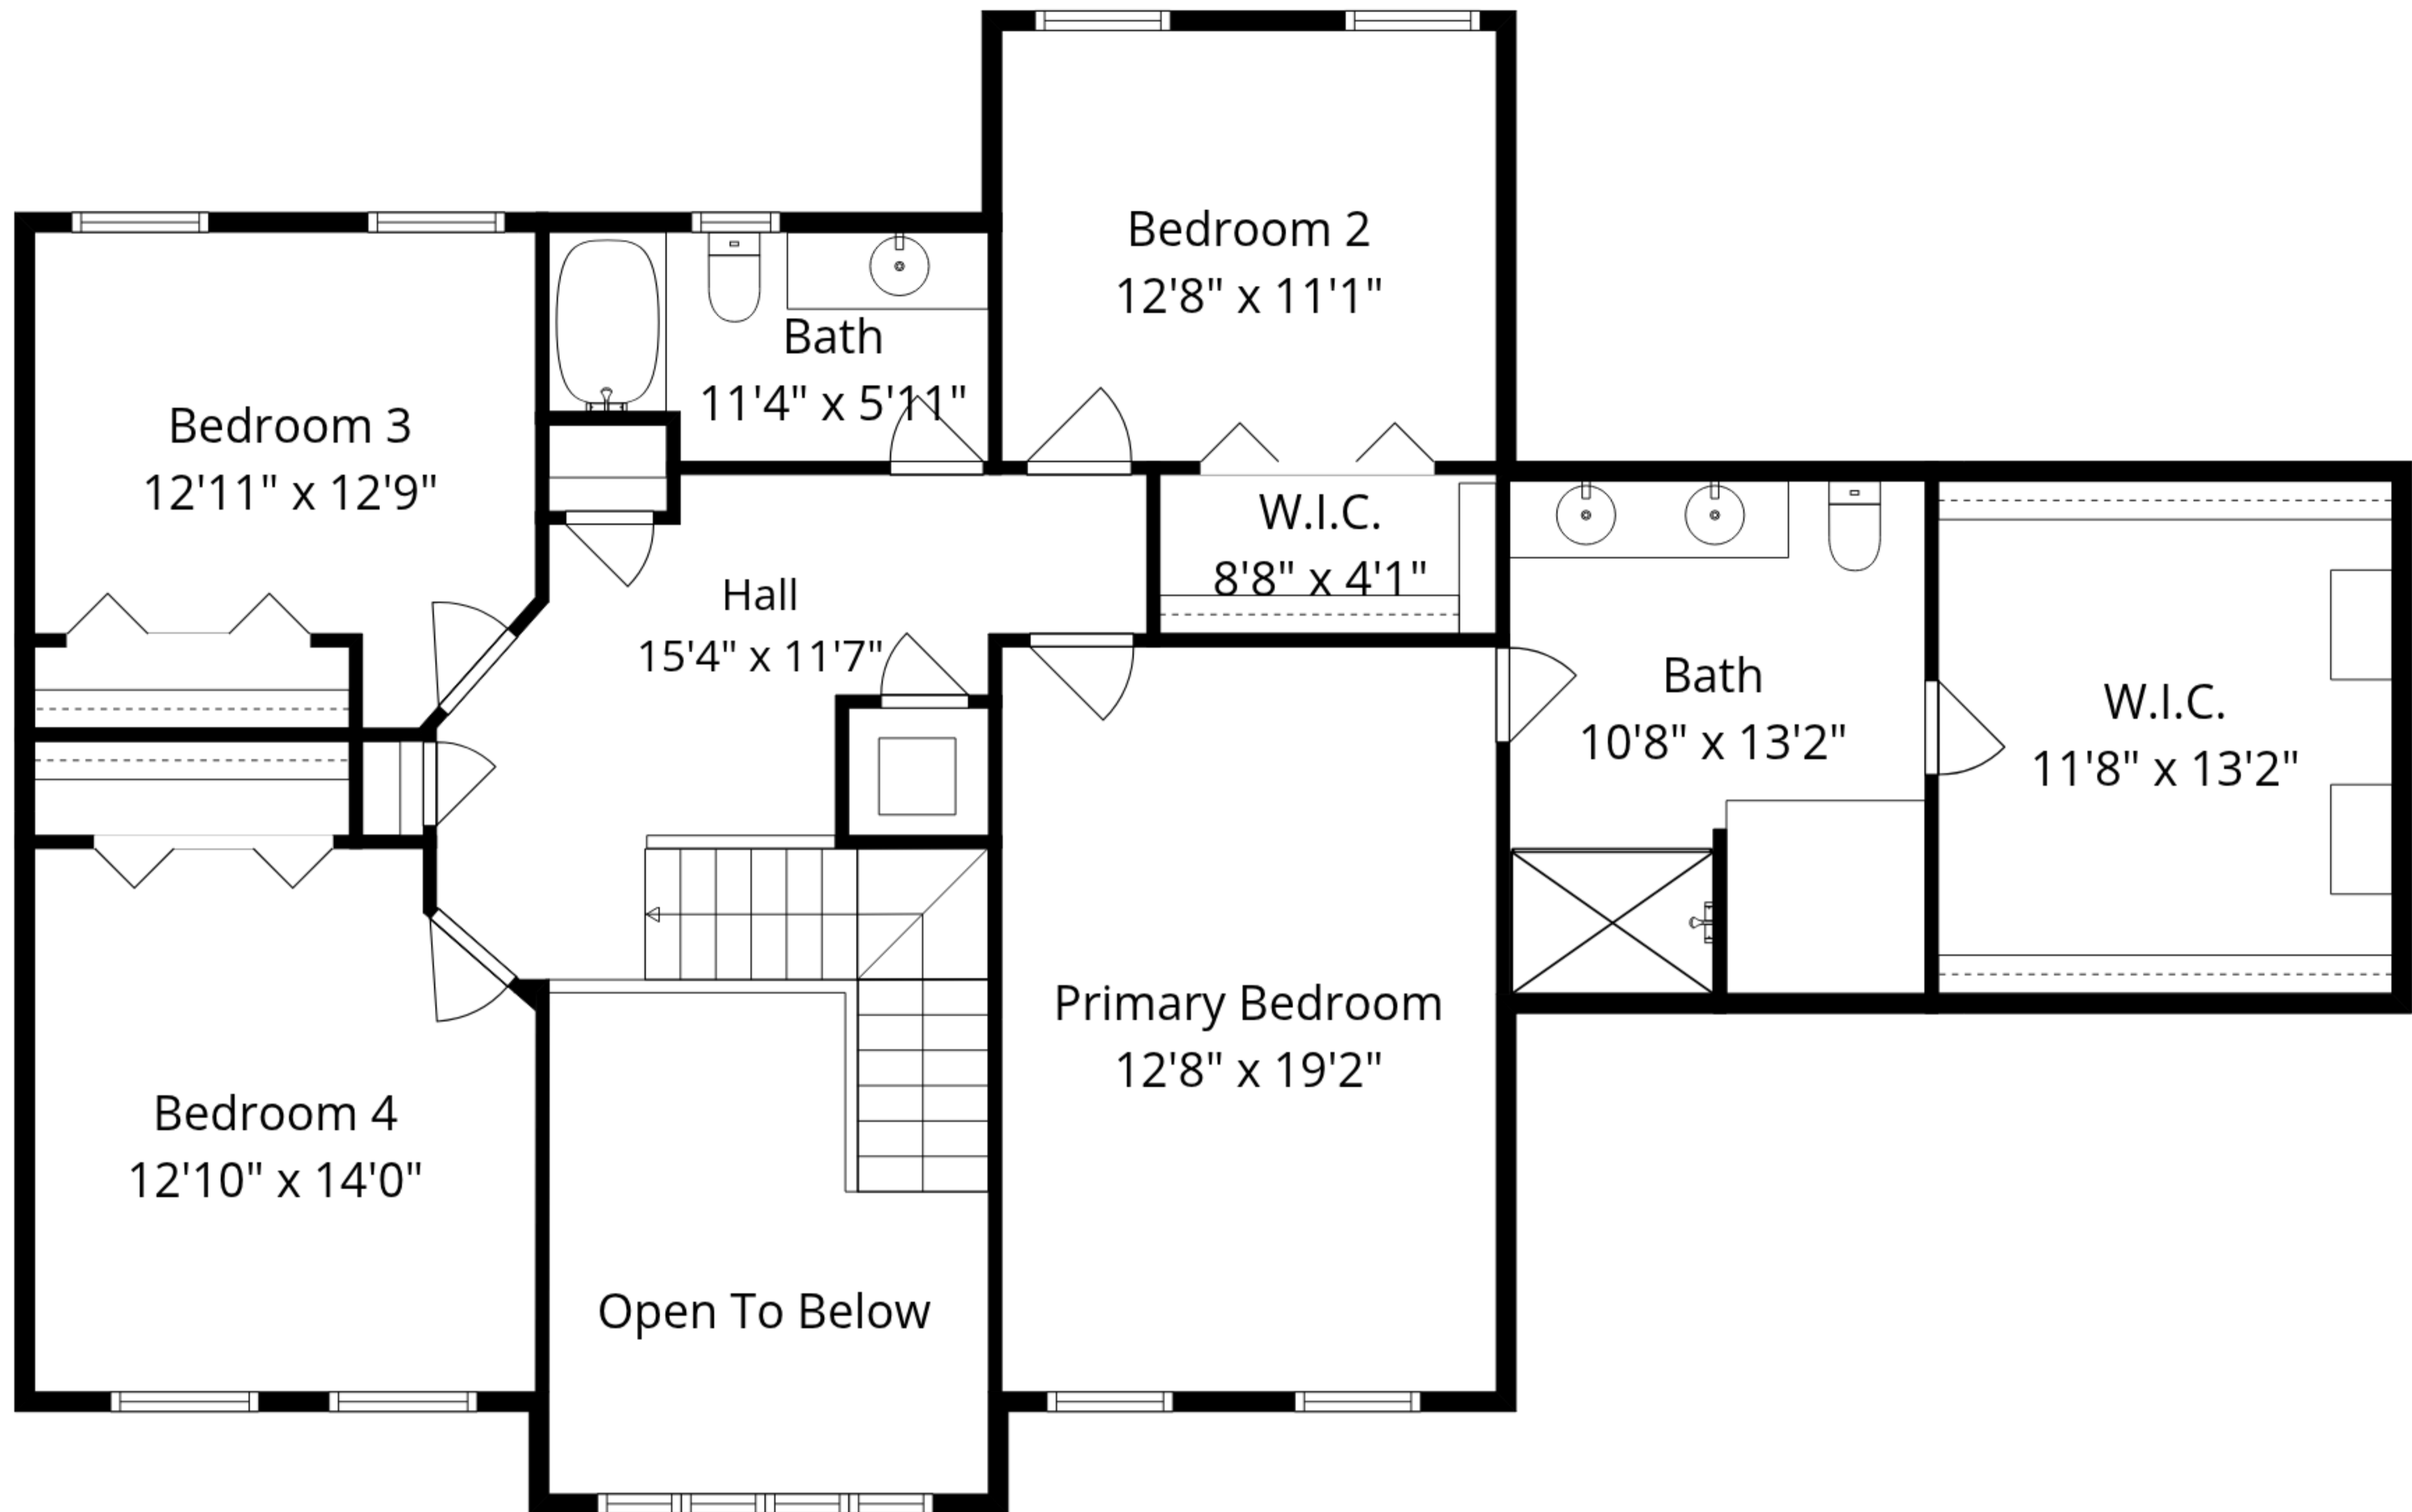 Bedroom 2
12'8" x 11'1"
Bath
11'4" x 5'11"
Bedroom 3
12'11" x 12'9"
W.I.C.
8'8" x 4'1"
Hall
15'4" x 11'7"
Bath
10'8" x 13'2"
W.I.C.
11'8" x 13'2"
Primary Bedroom
12'8" x 19'2"
Bedroom 4
12'10" x 14'0"
Open To Below